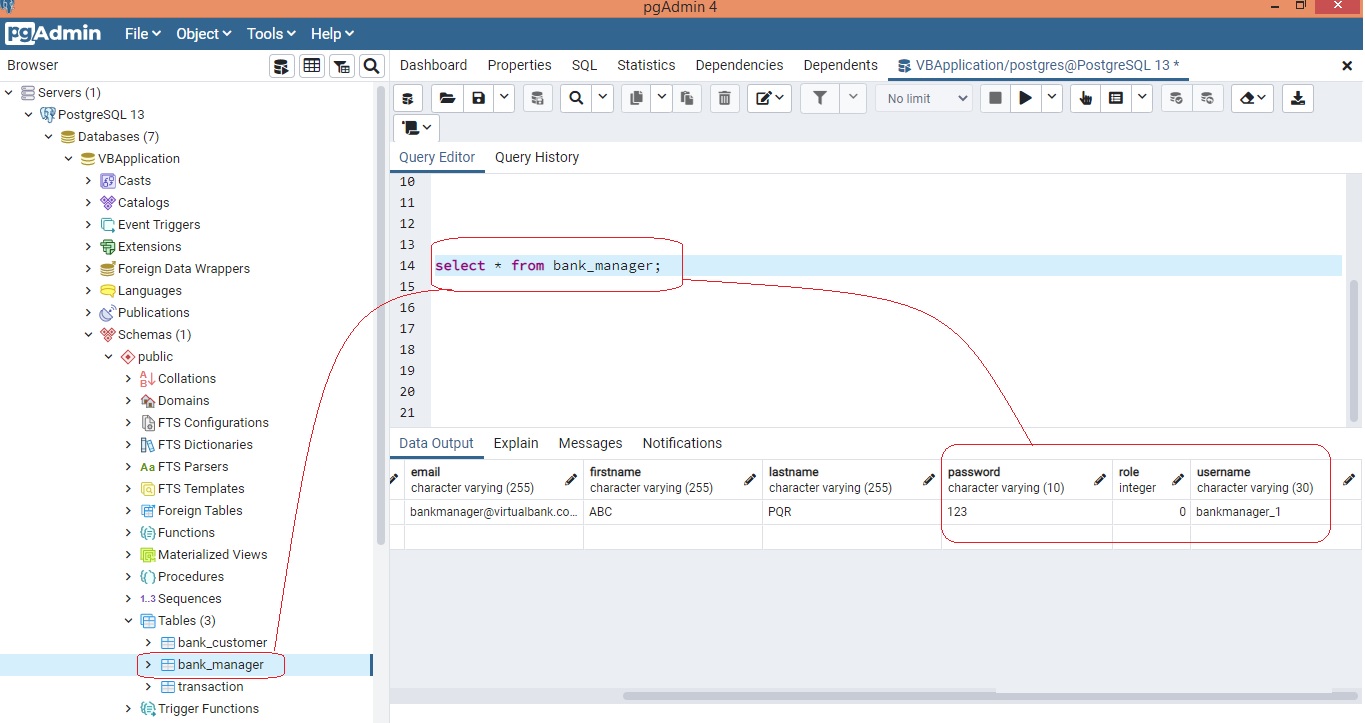 pgAdmin 4
pgAdmin File Object Tools Help
Browser
Dashboard Properties SQL Statistics Dependencies Dependents VBApplication/postgres@PostgreSQL 13 *
Servers (1)
PostgreSQL 13
Databases (7)
VBApplication
Casts
Catalogs
Event Triggers
Extensions
Foreign Data Wrappers
Languages
Publications
Schemas (1)
public
Collations
Domains
FTS Configurations
FTS Dictionaries
Aa FTS Parsers
FTS Templates
Foreign Tables
Functions
Materialized Views
Procedures
1..3 Sequences
Tables (3)
bank_customer
bank_manager
transaction
Trigger Functions
No limit
Query Editor Query History
10
11
12
13
14 select * from bank_manager;
15
16
17
18
19
20
21
Data Output Explain Messages Notifications
email firstname lastname password role username
character varying (255) character varying (255) character varying (255) character varying (10) integer character varying (30)
bankmanager@virtualbank.co... ABC PQR 123 0 bankmanager_1